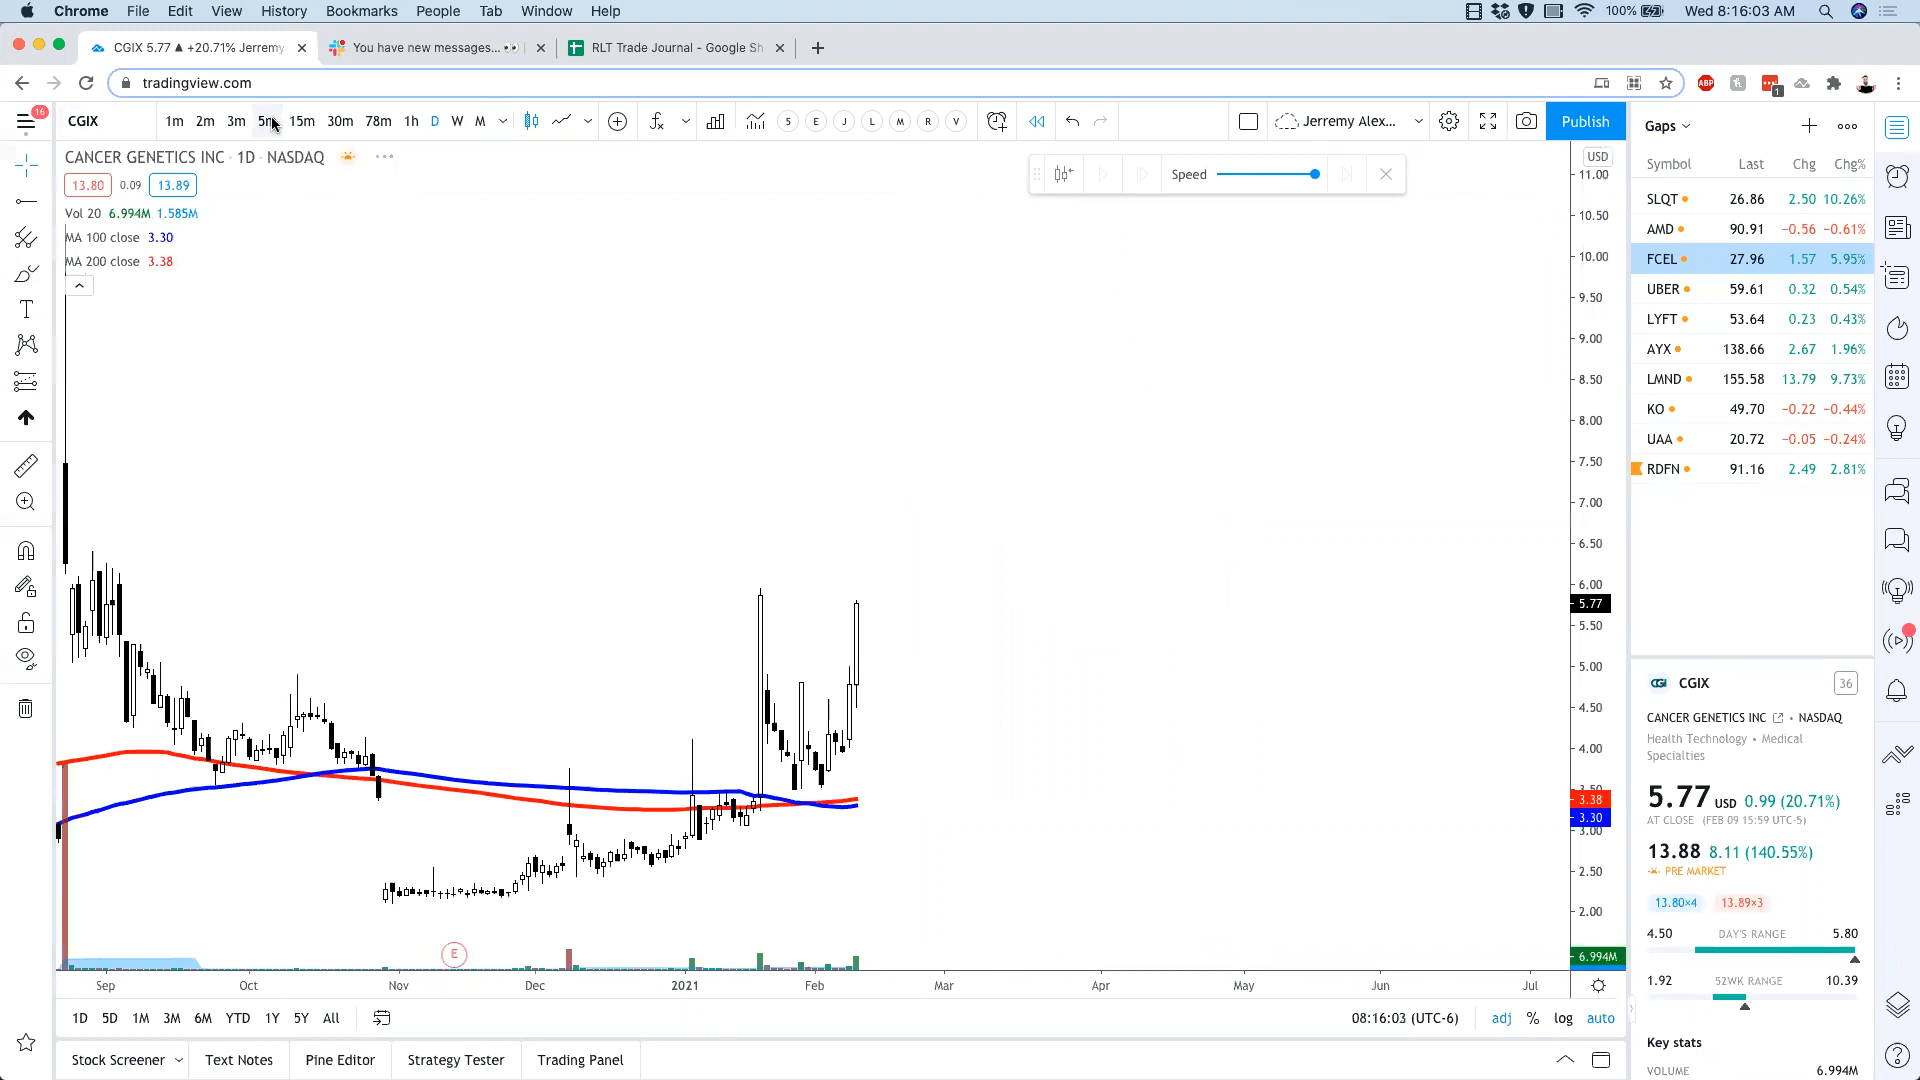 Chrome File Edit View History Bookmarks People Tab Window Help 100% Wed 8:16:03 AM
CGIX 5.77 ▲ +20.71% Jerremy You have new messages... 👀 RLT Trade Journal - Google Sh
tradingview.com ABP 1
16 CGIX 1m 2m 3m 5m 15m 30m 78m 1h D W M S E J L A R V Jerremy Alex... Publish
CANCER GENETICS INC · 1D · NASDAQ
13.80 0.09 13.89
Vol 20 6.994M 1.585M
MA 100 close 3.30
MA 200 close 3.38
Speed
USD
11.00
10.50
10.00
9.50
9.00
8.50
8.00
7.50
7.00
6.50
6.00
5.77
5.50
5.00
4.50
4.00
3.38
3.30
3.00
2.50
2.00
6.994M
E
Sep Oct Nov Dec 2021 Feb Mar Apr May Jun Jul
1D 5D 1M 3M 6M YTD 1Y 5Y All 08:16:03 (UTC-6) adj % log auto
Stock Screener Text Notes Pine Editor Strategy Tester Trading Panel
Gaps
Symbol Last Chg Chg%
SLQT 26.86 2.50 10.26%
AMD 90.91 −0.56 −0.61%
FCEL 27.96 1.57 5.95%
UBER 59.61 0.32 0.54%
LYFT 53.64 0.23 0.43%
AYX 138.66 2.67 1.96%
LMND 155.58 13.79 9.73%
KO 49.70 −0.22 −0.44%
UAA 20.72 −0.05 −0.24%
RDFN 91.16 2.49 2.81%
CGI CGIX 36
CANCER GENETICS INC • NASDAQ
Health Technology • Medical
Specialties
5.77 USD 0.99 (20.71%)
AT CLOSE (FEB 09 15:59 UTC-5)
13.88 8.11 (140.55%)
PRE MARKET
13.80×4 13.89×3
4.50 DAY'S RANGE 5.80
1.92 52WK RANGE 10.39
Key stats
VOLUME 6.994M